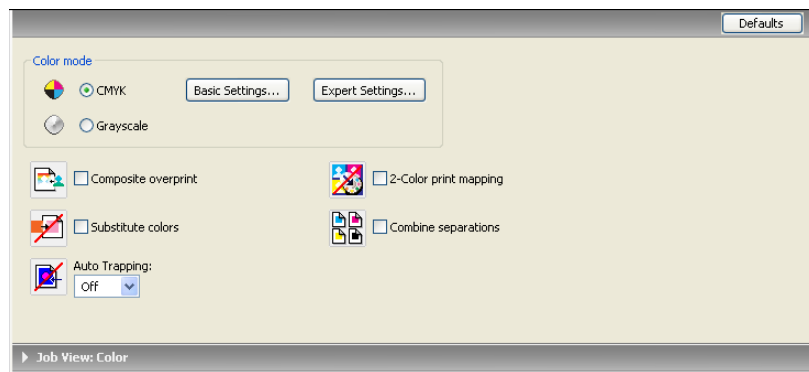 Defaults
Color mode
CMYK Basic Settings... Expert Settings...
Grayscale
Composite overprint 2-Color print mapping
Substitute colors Combine separations
Auto Trapping:
Off
Job View: Color